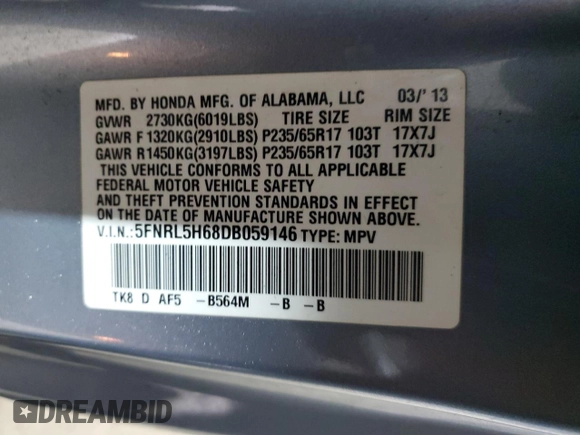 MFD. BY HONDA MFG. OF ALABAMA, LLC 03/'13
GVWR 2730KG(6019LBS) TIRE SIZE RIM SIZE
GAWR F 1320KG(2910LBS) P235/65R17 103T 17X7J
GAWR R1450KG(3197LBS) P235/65R17 103T 17X7J
THIS VEHICLE CONFORMS TO ALL APPLICABLE
FEDERAL MOTOR VEHICLE SAFETY
AND THEFT PREVENTION STANDARDS IN EFFECT
ON THE DATE OF MANUFACTURE SHOWN ABOVE.
V.I.N.:5FNRL5H68DB059146 TYPE: MPV
TK8 D AF5 -B564M -B -B
DREAMBID